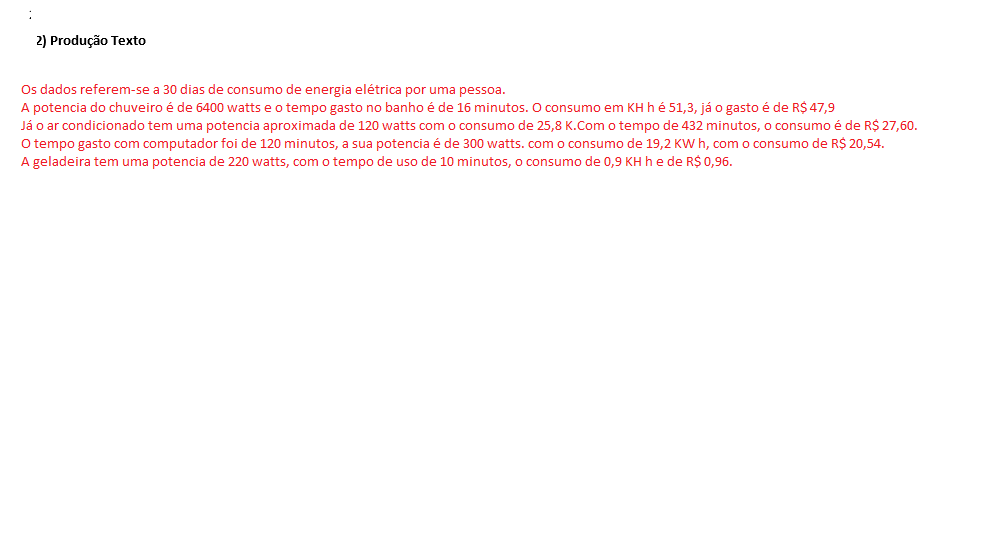 2) Produção Texto
Os dados referem-se a 30 dias de consumo de energia elétrica por uma pessoa.
A potencia do chuveiro é de 6400 watts e o tempo gasto no banho é de 16 minutos. O consumo em KH h é 51,3, já o gasto é de R$ 47,9
Já o ar condicionado tem uma potencia aproximada de 120 watts com o consumo de 25,8 K.Com o tempo de 432 minutos, o consumo é de R$ 27,60.
O tempo gasto com computador foi de 120 minutos, a sua potencia é de 300 watts. com o consumo de 19,2 KW h, com o consumo de R$ 20,54.
A geladeira tem uma potencia de 220 watts, com o tempo de uso de 10 minutos, o consumo de 0,9 KH h e de R$ 0,96.